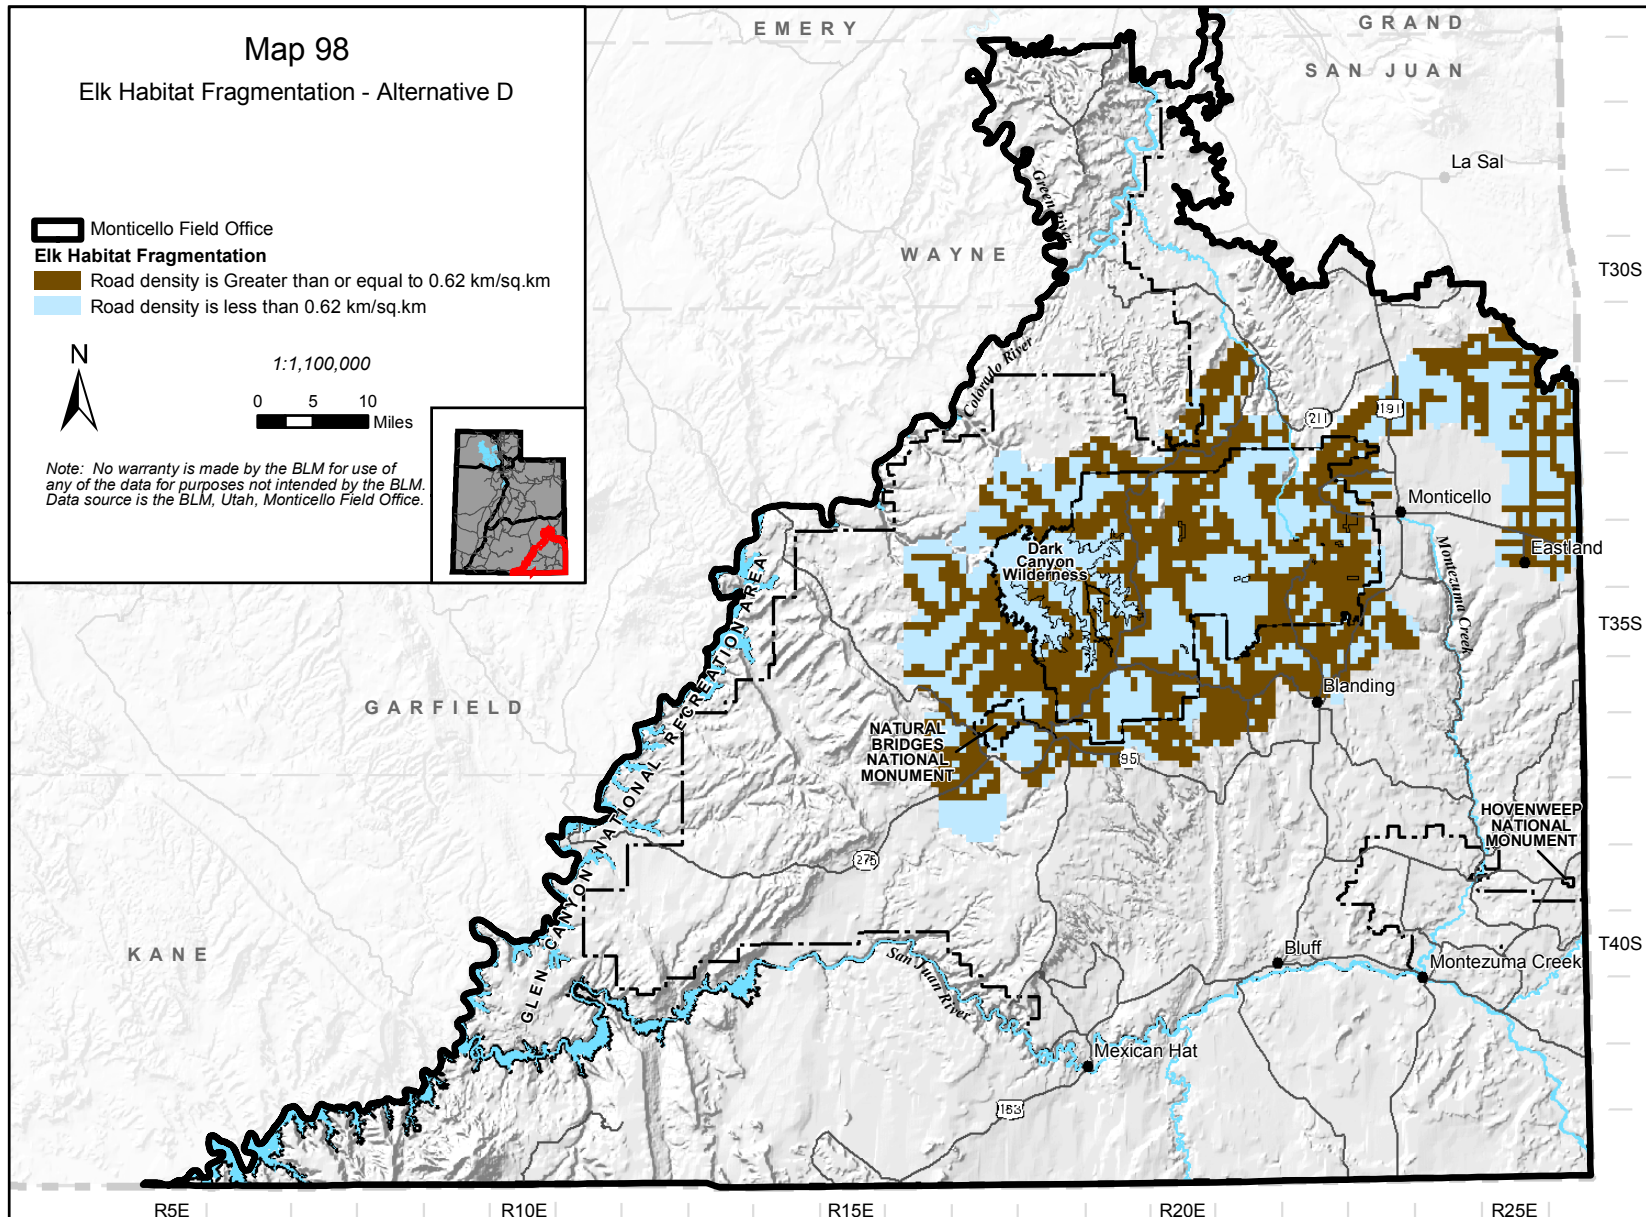 Map 98
Elk Habitat Fragmentation - Alternative D
Monticello Field Office
Elk Habitat Fragmentation
Road density is Greater than or equal to 0.62 km/sq.km
Road density is less than 0.62 km/sq.km
N
1:1,100,000
0 5 10
Miles
Note: No warranty is made by the BLM for use of
any of the data for purposes not intended by the BLM.
Data source is the BLM, Utah, Monticello Field Office.
EMERY
GRAND
SAN JUAN
La Sal
Green River
WAYNE
T30S
Colorado River
211
191
Monticello
Dark
Canyon
Wilderness
Eastland
Montezuma Creek
T35S
GARFIELD
Blanding
NATURAL
BRIDGES
NATIONAL
MONUMENT
95
GLEN CANYON NATIONAL RECREATION AREA
HOVENWEEP
NATIONAL
MONUMENT
275
KANE
San Juan River
Bluff
T40S
Montezuma Creek
Mexican Hat
163
R5E
R10E
R15E
R20E
R25E